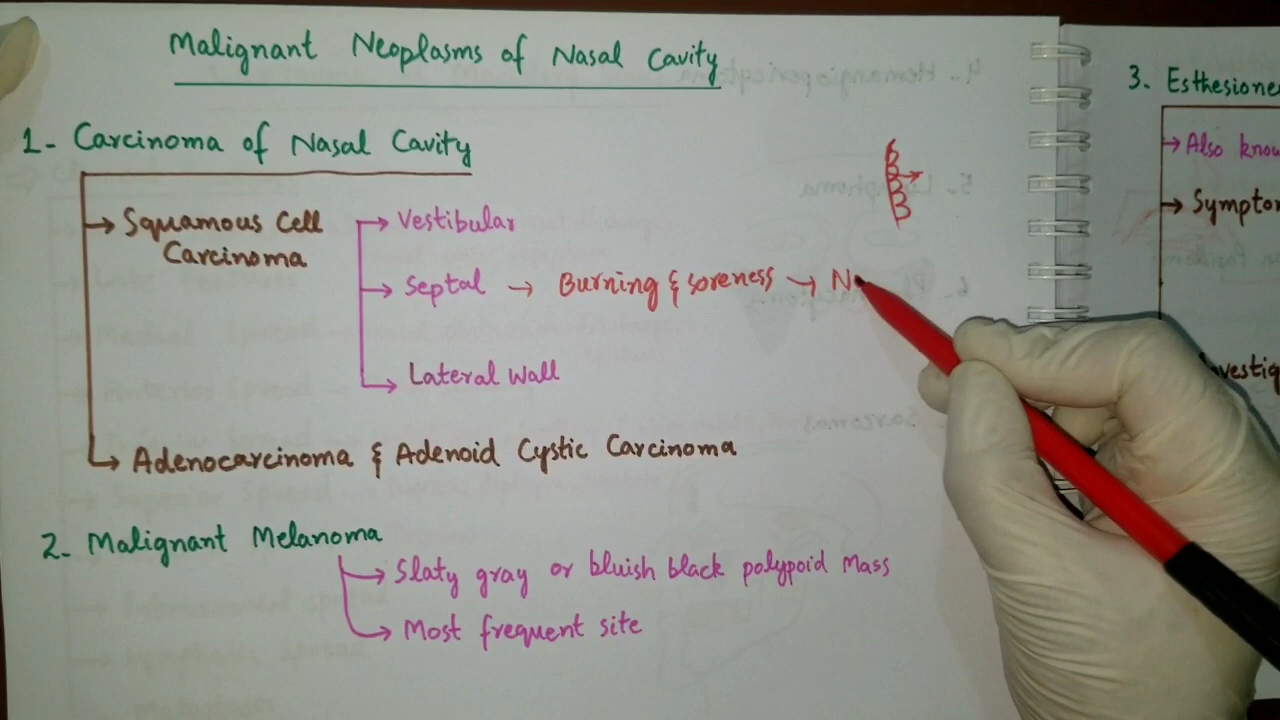 Malignant Neoplasms of Nasal Cavity
1- Carcinoma of Nasal Cavity
→ Squamous Cell
Carcinoma
→ Vestibular
→ Septal → Burning & Soreness → N
→ Lateral Wall
→ Adenocarcinoma & Adenoid Cystic Carcinoma
2- Malignant Melanoma
→ Slaty gray or bluish black polypoid Mass
→ Most frequent site
3. Esthesione
→ Also know
→ Sympto
nvestig